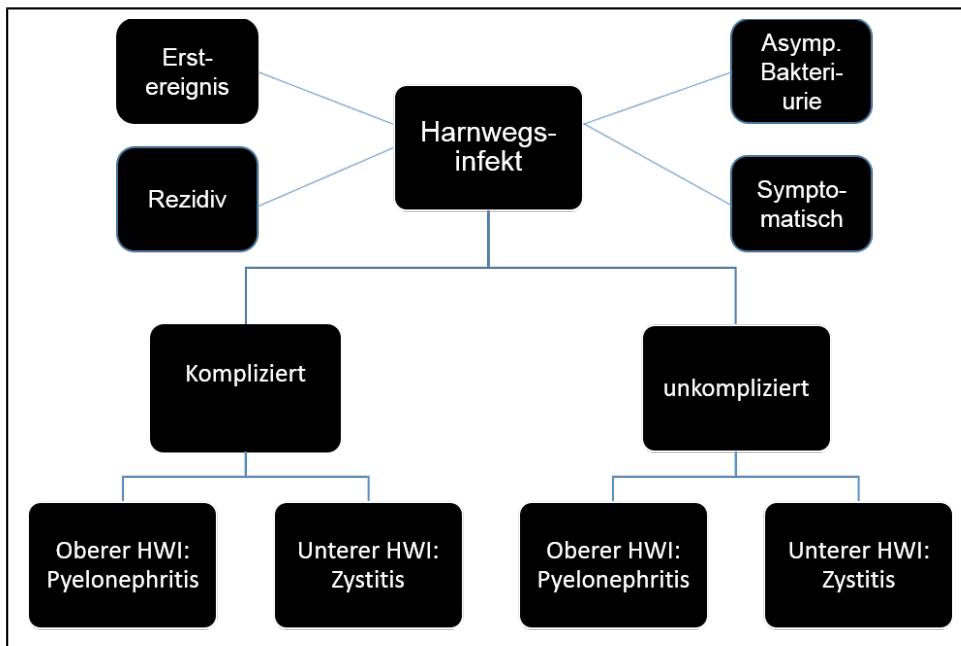 Erst-
ereignis
Asymp.
Bakteri-
urie
Harnwegs-
infekt
Rezidiv
Sympto-
matisch
Kompliziert
unkompliziert
Oberer HWI:
Pyelonephritis
Unterer HWI:
Zystitis
Oberer HWI:
Pyelonephritis
Unterer HWI:
Zystitis